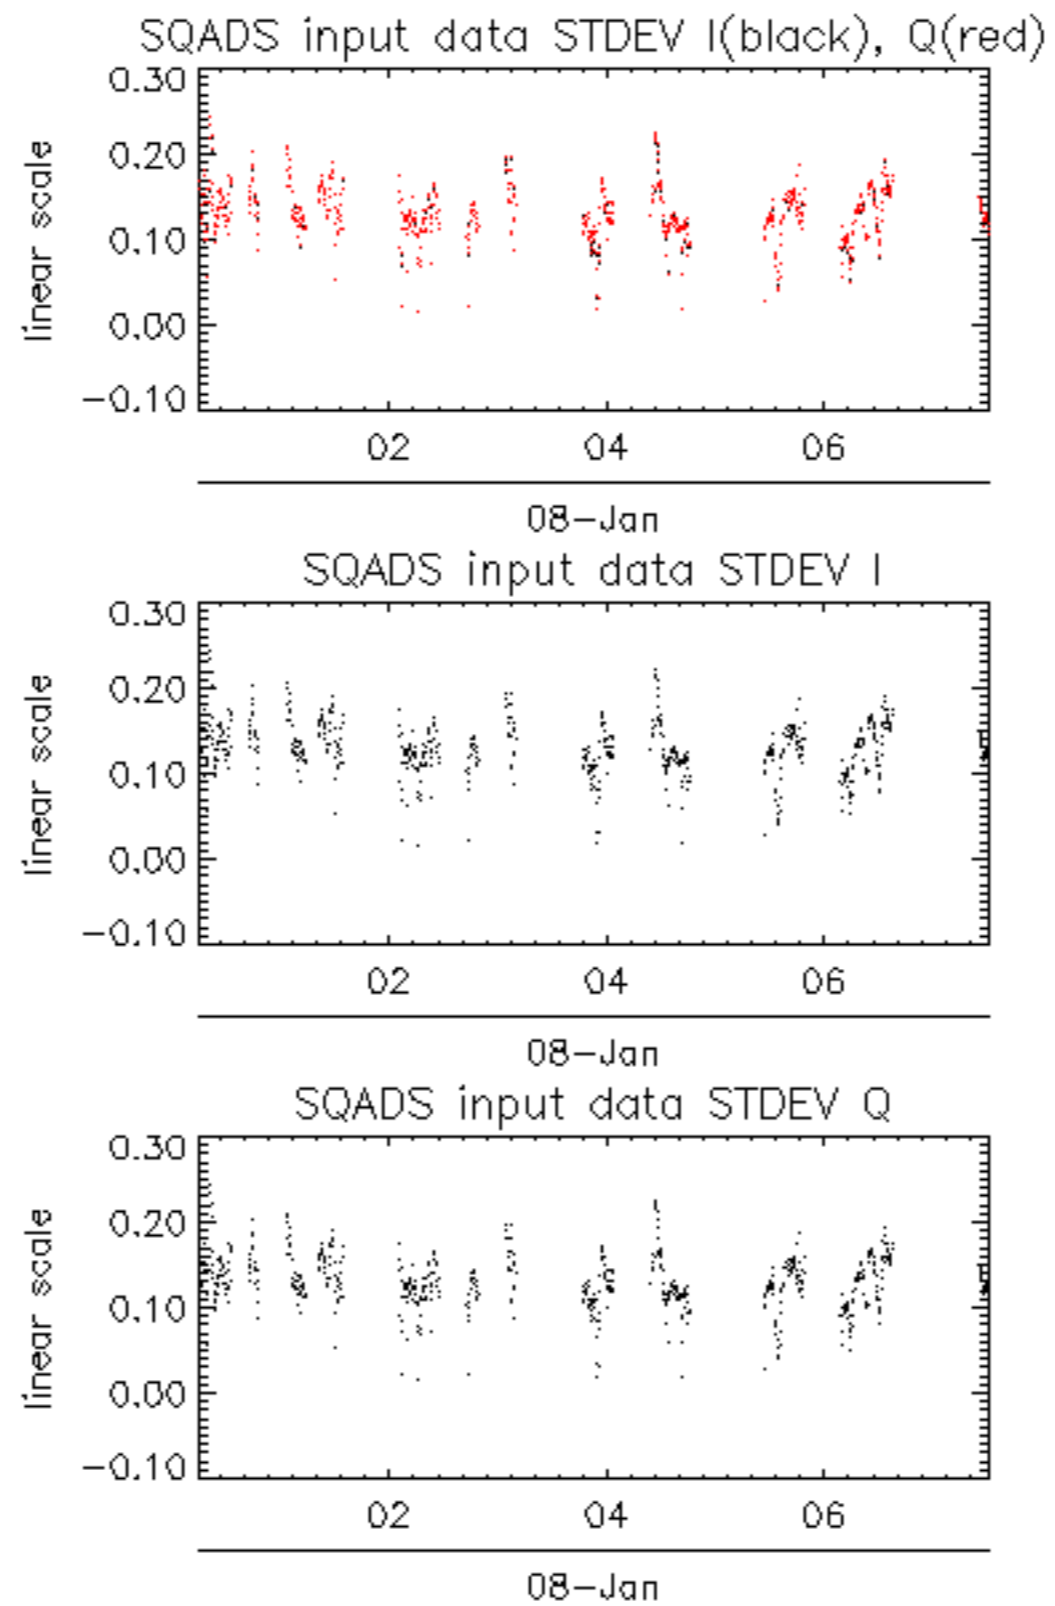 SQADS input data STDEV I(black), Q(red)
0.30
0.20
0.10
0.00
−0.10
linear scale
02 04 06
08−Jan
SQADS input data STDEV I
0.30
0.20
0.10
0.00
−0.10
linear scale
02 04 06
08−Jan
SQADS input data STDEV Q
0.30
0.20
0.10
0.00
−0.10
linear scale
02 04 06
08−Jan